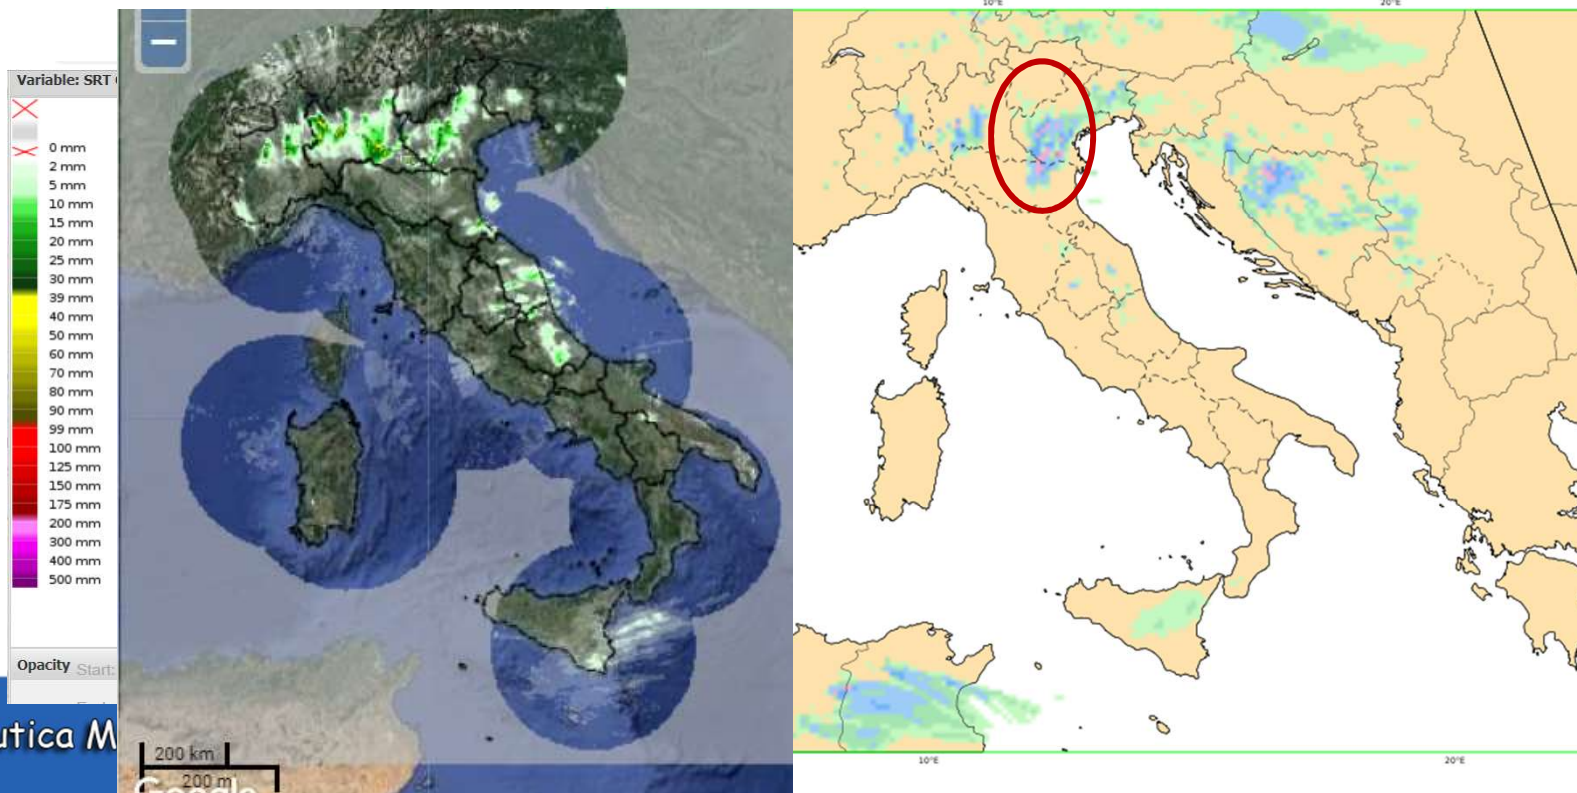 10°E
20°E
Variable: SRT
0 mm
2 mm
5 mm
10 mm
15 mm
20 mm
25 mm
30 mm
39 mm
40 mm
50 mm
60 mm
70 mm
80 mm
90 mm
99 mm
100 mm
125 mm
150 mm
175 mm
200 mm
300 mm
400 mm
500 mm
Opacity Start:
utica M
200 km
200 m
Google
10°E
20°E